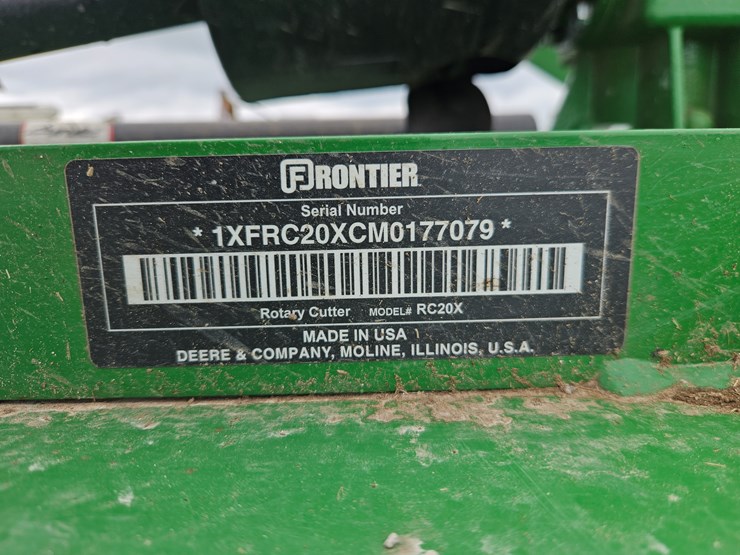 FRONTIER
Serial Number
* 1XFRC20XCM0177079 *
Rotary Cutter MODEL# RC20X
MADE IN USA
DEERE & COMPANY, MOLINE, ILLINOIS, U.S.A.